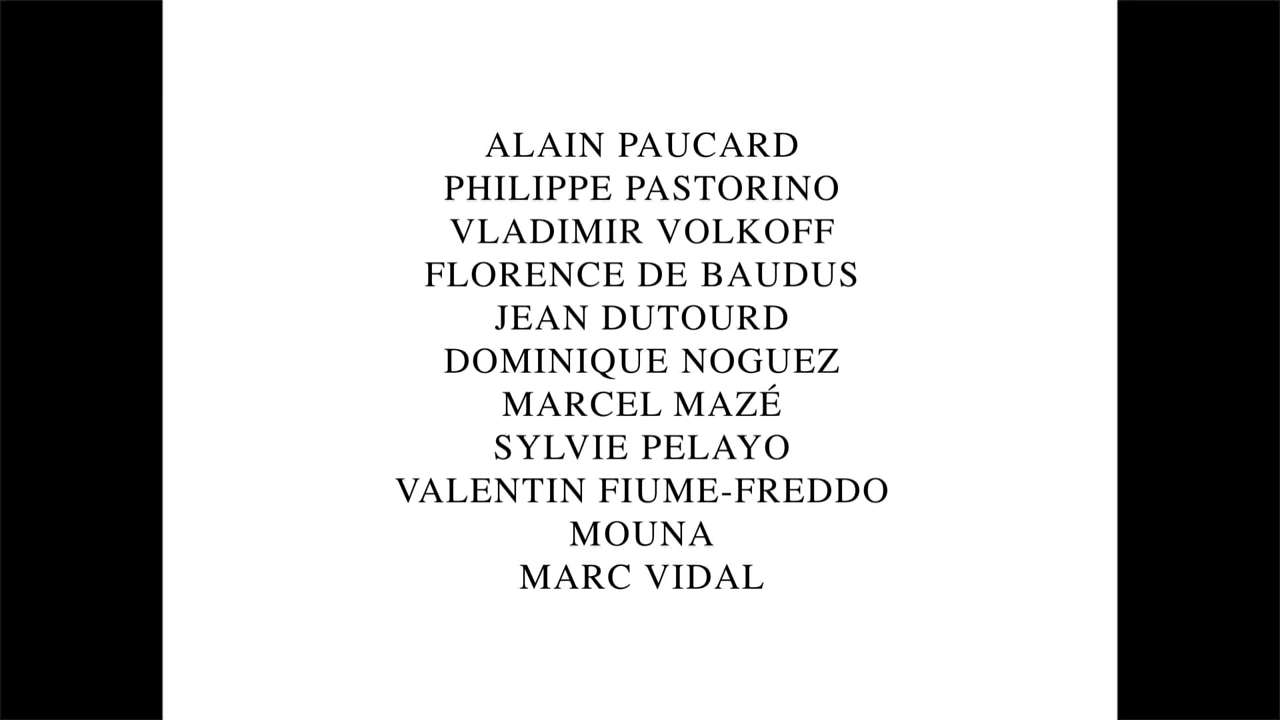 ALAIN PAUCARD
PHILIPPE PASTORINO
VLADIMIR VOLKOFF
FLORENCE DE BAUDUS
JEAN DUTOURD
DOMINIQUE NOGUEZ
MARCEL MAZÉ
SYLVIE PELAYO
VALENTIN FIUME-FREDDO
MOUNA
MARC VIDAL